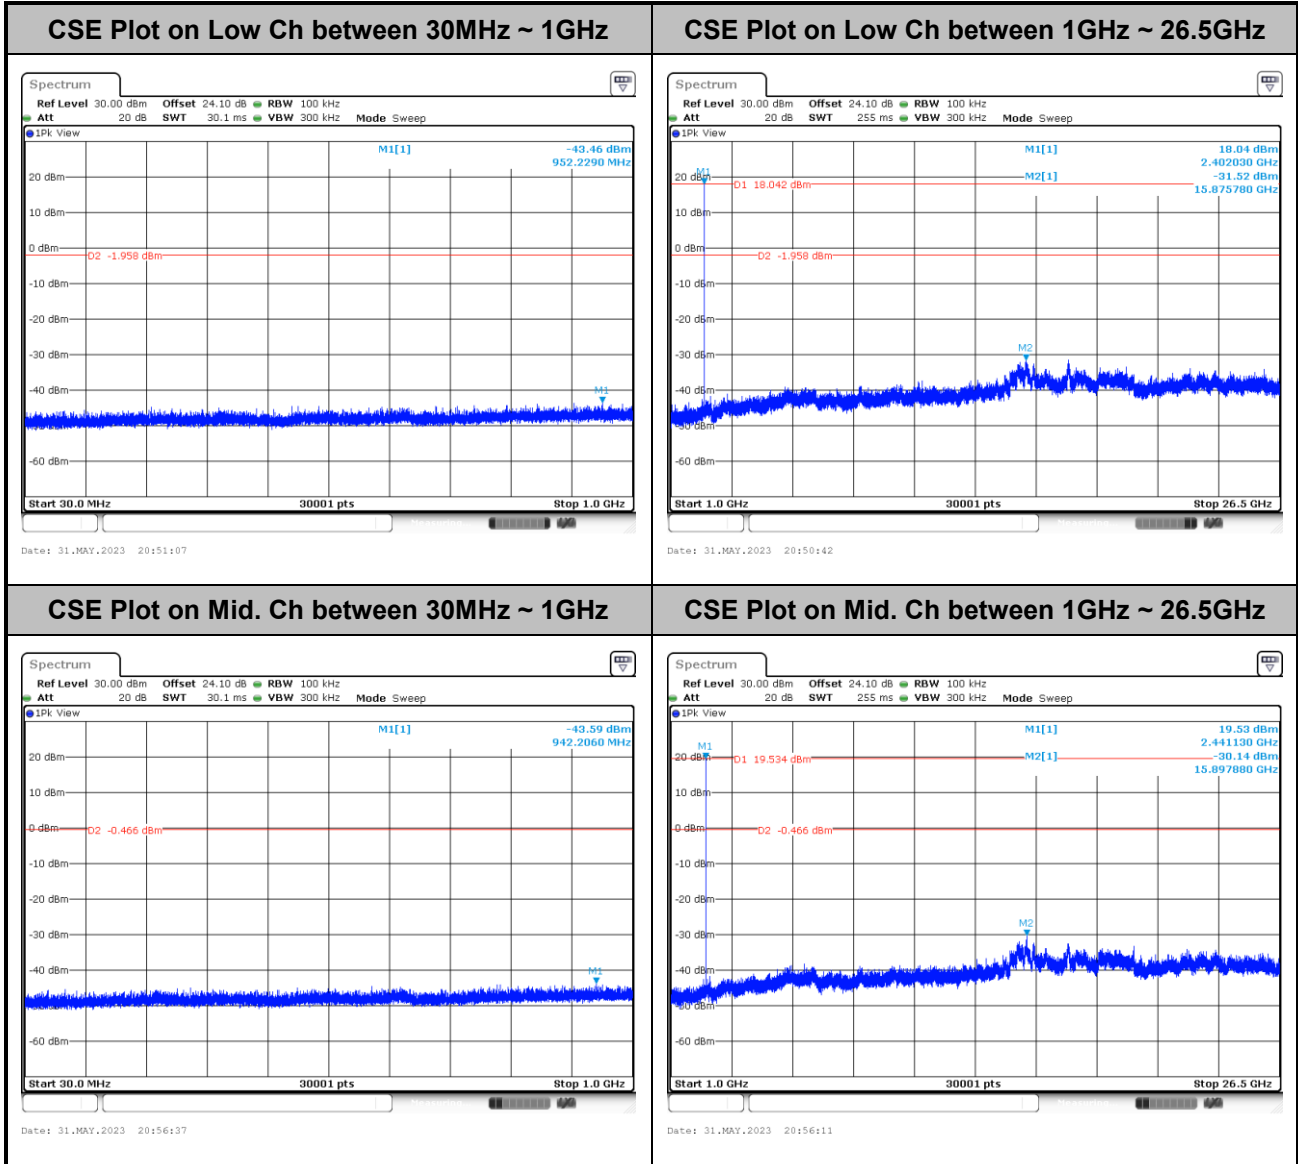 CSE Plot on Low Ch between 30MHz ~ 1GHz
Spectrum
Ref Level 30.00 dBm Offset 24.10 dB RBW 100 kHz
Att 20 dB SWT 30.1 ms VBW 300 kHz Mode Sweep
1Pk View
M1[1] -43.46 dBm
952.2290 MHz
20 dBm
10 dBm
0 dBm
D2 -1.958 dBm
-10 dBm
-20 dBm
-30 dBm
-40 dBm
M1
-60 dBm
Start 30.0 MHz 30001 pts Stop 1.0 GHz
Date: 31.MAY.2023 20:51:07
CSE Plot on Low Ch between 1GHz ~ 26.5GHz
Spectrum
Ref Level 30.00 dBm Offset 24.10 dB RBW 100 kHz
Att 20 dB SWT 255 ms VBW 300 kHz Mode Sweep
1Pk View
M1[1] 18.04 dBm
2.402030 GHz
M2[1] -31.52 dBm
15.875780 GHz
M1
20 dBm
D1 18.042 dBm
10 dBm
0 dBm
D2 -1.958 dBm
-10 dBm
-20 dBm
-30 dBm
M2
-40 dBm
-50 dBm
-60 dBm
Start 1.0 GHz 30001 pts Stop 26.5 GHz
Date: 31.MAY.2023 20:50:42
CSE Plot on Mid. Ch between 30MHz ~ 1GHz
Spectrum
Ref Level 30.00 dBm Offset 24.10 dB RBW 100 kHz
Att 20 dB SWT 30.1 ms VBW 300 kHz Mode Sweep
1Pk View
M1[1] -43.59 dBm
942.2060 MHz
20 dBm
10 dBm
0 dBm
D2 -0.466 dBm
-10 dBm
-20 dBm
-30 dBm
-40 dBm
M1
-60 dBm
Start 30.0 MHz 30001 pts Stop 1.0 GHz
Date: 31.MAY.2023 20:56:37
CSE Plot on Mid. Ch between 1GHz ~ 26.5GHz
Spectrum
Ref Level 30.00 dBm Offset 24.10 dB RBW 100 kHz
Att 20 dB SWT 255 ms VBW 300 kHz Mode Sweep
1Pk View
M1[1] 19.53 dBm
2.441130 GHz
M2[1] -30.14 dBm
15.897880 GHz
M1
20 dBm
D1 19.534 dBm
10 dBm
0 dBm
D2 -0.466 dBm
-10 dBm
-20 dBm
M2
-30 dBm
-40 dBm
-50 dBm
-60 dBm
Start 1.0 GHz 30001 pts Stop 26.5 GHz
Date: 31.MAY.2023 20:56:11